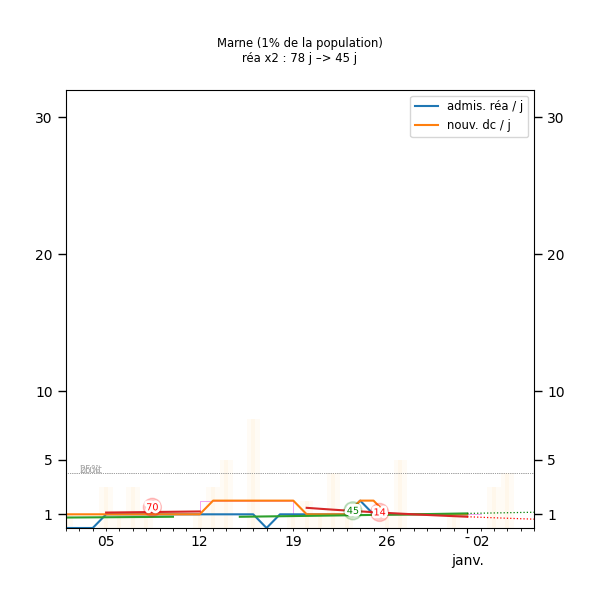 Marne (1% de la population)
réa x2 : 78 j –> 45 j
admis. réa / j
nouv. dc / j
30 30
20 20
10 10
5 5
1 1
70
45
14
05 12 19 26 02
janv.